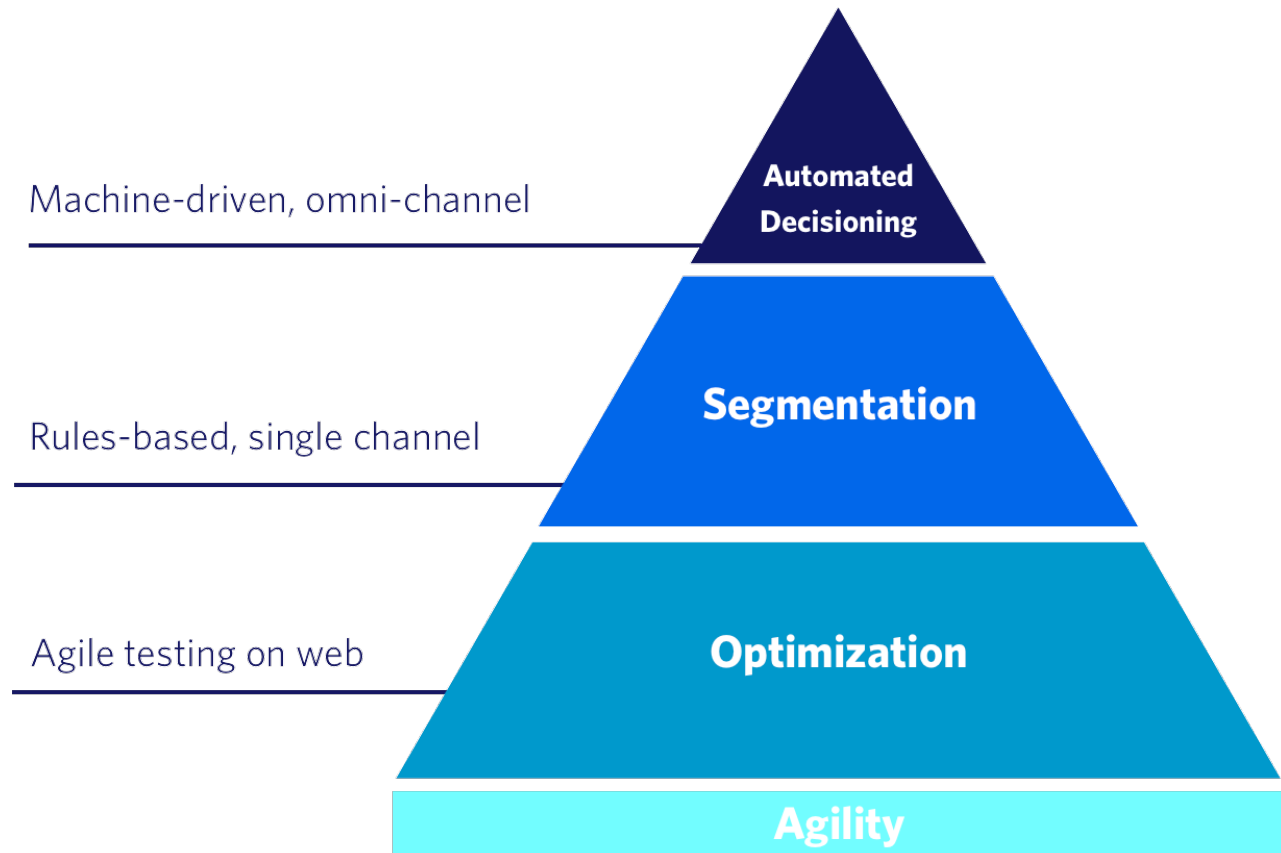 Automated
Decisioning
Machine-driven, omni-channel
Segmentation
Rules-based, single channel
Optimization
Agile testing on web
Agility